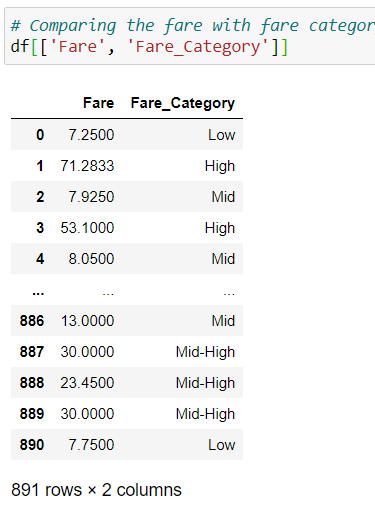 # Comparing the fare with fare categor
df[['Fare', 'Fare_Category']]
Fare Fare_Category
0 7.2500 Low
1 71.2833 High
2 7.9250 Mid
3 53.1000 High
4 8.0500 Mid
... ... ...
886 13.0000 Mid
887 30.0000 Mid-High
888 23.4500 Mid-High
889 30.0000 Mid-High
890 7.7500 Low
891 rows × 2 columns